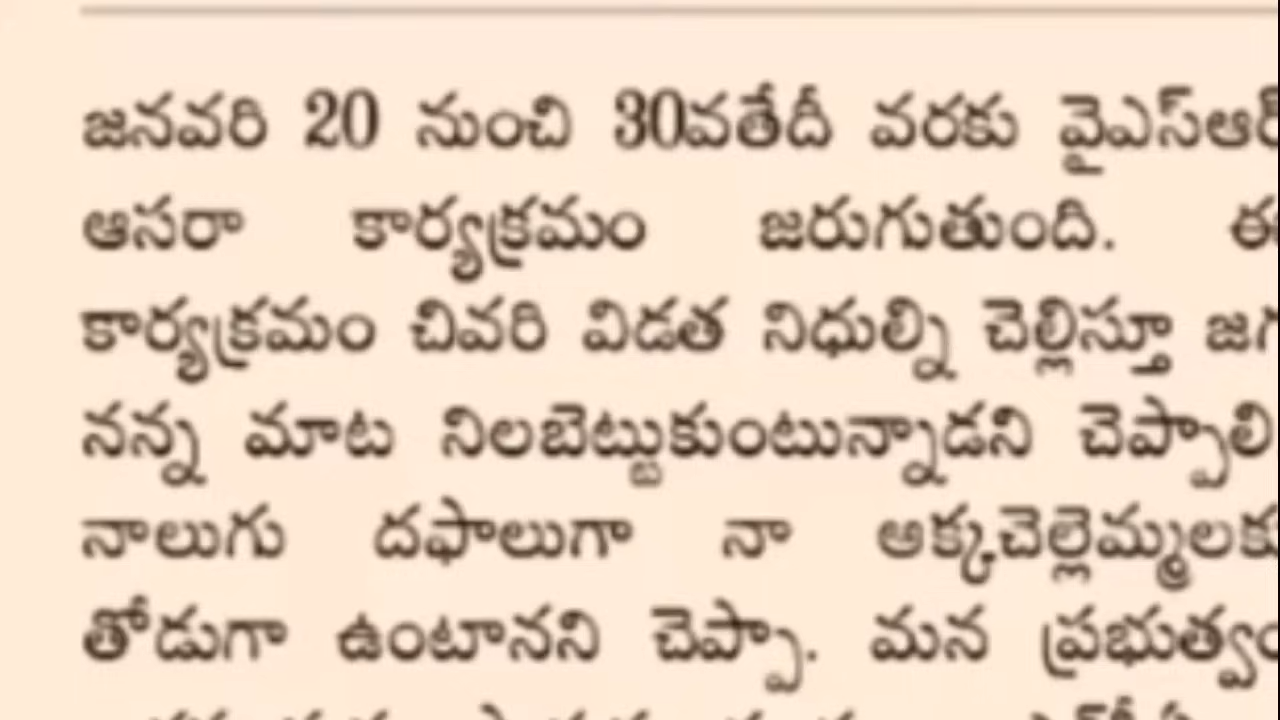 జనవరి 20 నుంచి 30వతేదీ వరకు వైఎస్ఆర్
ఆసరా కార్యక్రమం జరుగుతుంది. ఈ
కార్యక్రమం చివరి విడత నిధుల్ని చెల్లిస్తూ జగ
నన్న మాట నిలబెట్టుకుంటున్నాడని చెప్పాలి
నాలుగు దఫాలుగా నా అక్కచెల్లెమ్మలకు
తోడుగా ఉంటానని చెప్పా. మన ప్రభుత్వం